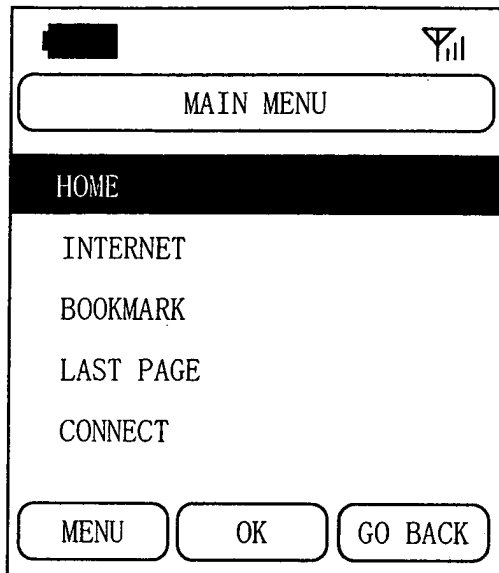 MAIN MENU
HOME
INTERNET
BOOKMARK
LAST PAGE
CONNECT
MENU OK GO BACK